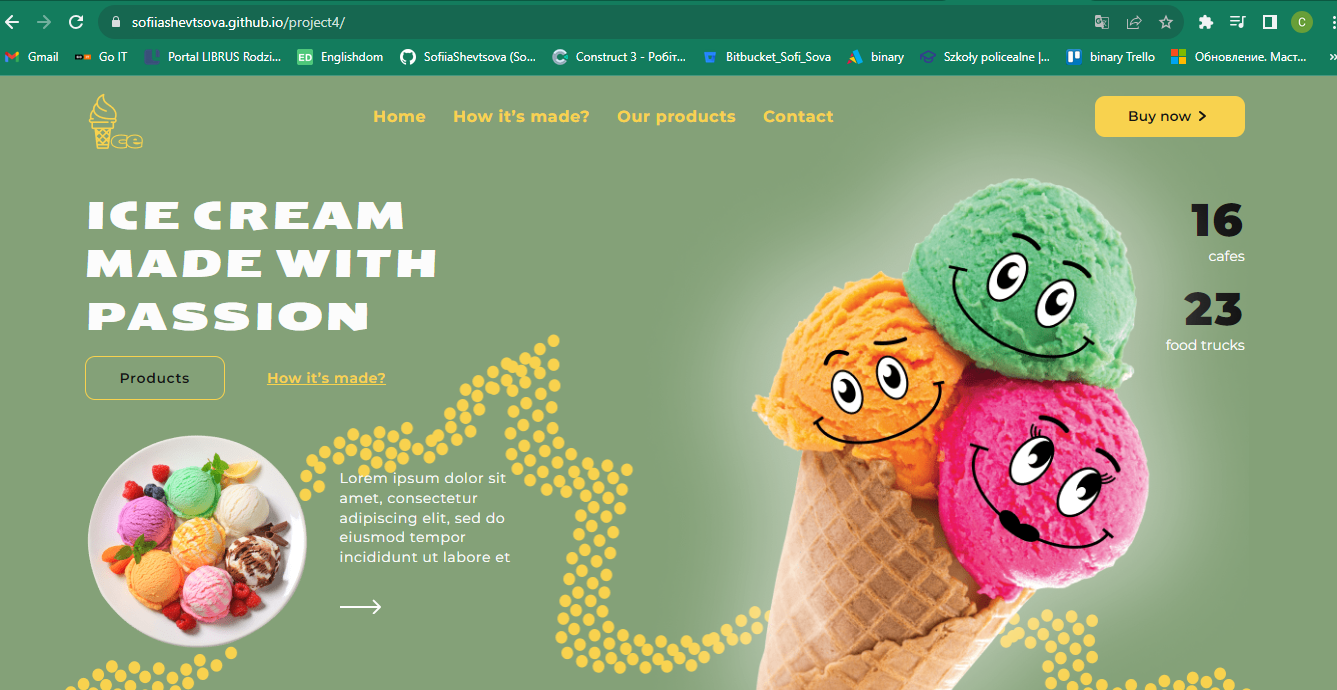 sofiiashevtsova.github.io/project4/
C
Gmail
Go IT
Portal LIBRUS Rodzi...
ED Englishdom
SofiiaShevtsova (So...
Construct 3 - Робіт...
Bitbucket_Sofi_Sova
binary
Szkoły policealne |...
binary Trello
Обновление. Маст...
»
ce
Home
How it's made?
Our products
Contact
Buy now
ICE CREAM
MADE WITH
PASSION
16
cafes
23
food trucks
Products
How it's made?
Lorem ipsum dolor sit
amet, consectetur
adipiscing elit, sed do
eiusmod tempor
incididunt ut labore et